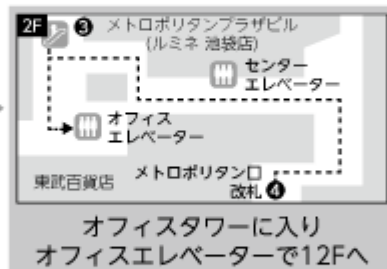 2F ❸ メトロポリタンプラザビル
(ルミネ 池袋店)
センター
エレベーター
オフィス
エレベーター
メトロポリタン口
改札 ❹
東武百貨店
オフィスタワーに入り
オフィスエレベーターで12Fへ